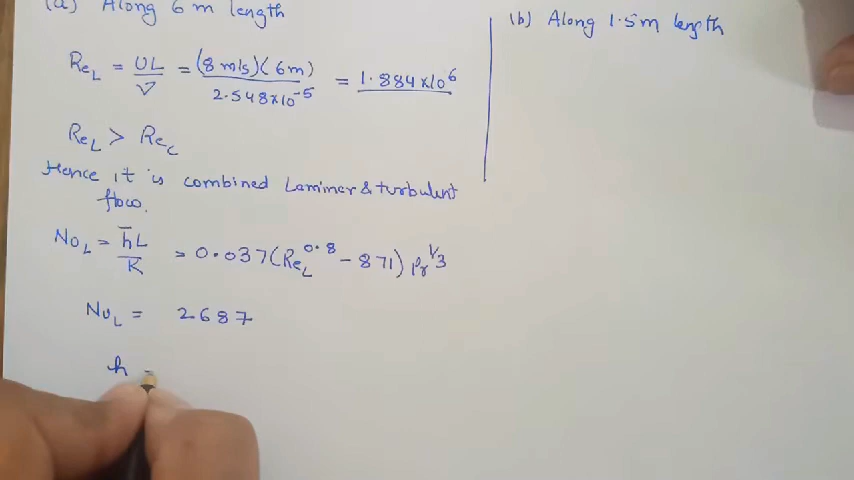 (a) Along 6 m length
Re_L = UL/ν = (8 m/s)(6m)/2.548×10^-5 = 1.884×10^6
Re_L > Re_c
Hence it is combined Laminer & turbulent
flow.
Nu_L = h̄L/K = 0.037(Re_L^0.8 - 871) Pr^1/3
Nu_L = 2687
h =
(b) Along 1.5m length